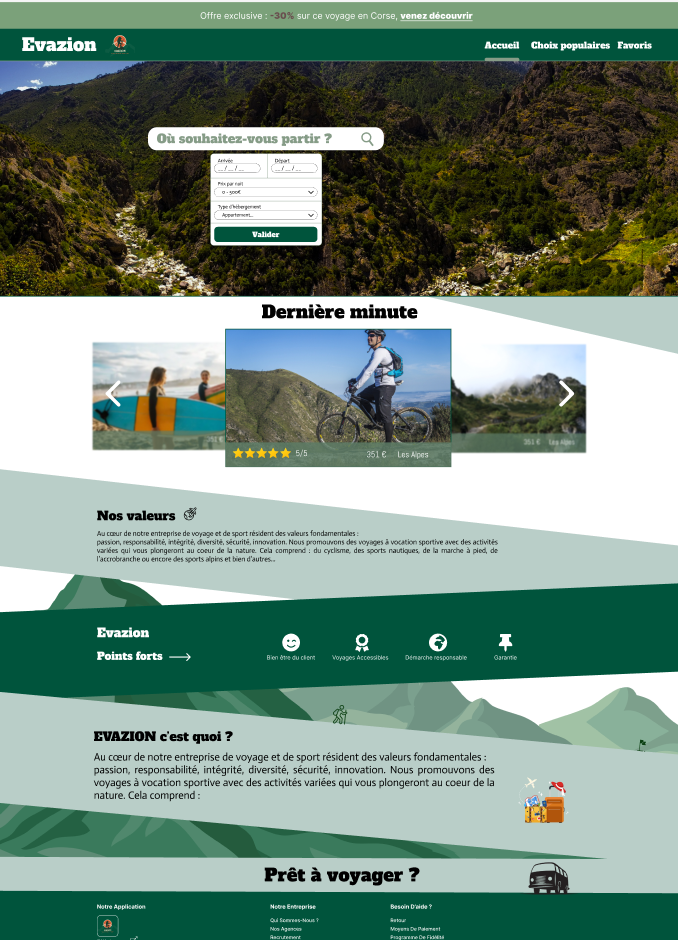 Offre exclusive : -30% sur ce voyage en Corse, venez découvrir
Evazion
Accueil Choix populaires Favoris
Où souhaitez-vous partir ?
Arrivée Départ
__ / __ / __ __ / __ / __
Prix par nuit
0 - 500€
Type d'hébergement
Appartement...
Valider
Dernière minute
351 €
5/5 351 € Les Alpes
351 € Les Alpes
Nos valeurs
Au cœur de notre entreprise de voyage et de sport résident des valeurs fondamentales :
passion, responsabilité, intégrité, diversité, sécurité, innovation. Nous promouvons des voyages à vocation sportive avec des activités
variées qui vous plongeront au coeur de la nature. Cela comprend : du cyclisme, des sports nautiques, de la marche à pied, de
l'accrobranche ou encore des sports alpins et bien d'autres...
Evazion
Points forts
Bien être du client Voyages Accessibles Démarche responsable Garantie
EVAZION c'est quoi ?
Au cœur de notre entreprise de voyage et de sport résident des valeurs fondamentales :
passion, responsabilité, intégrité, diversité, sécurité, innovation. Nous promouvons des
voyages à vocation sportive avec des activités variées qui vous plongeront au coeur de la
nature. Cela comprend :
Prêt à voyager ?
Notre Application Notre Entreprise Besoin D'aide ?
Qui Sommes-Nous ? Retour
Nos Agences Moyens De Paiement
Recrutement Programme De Fidélité